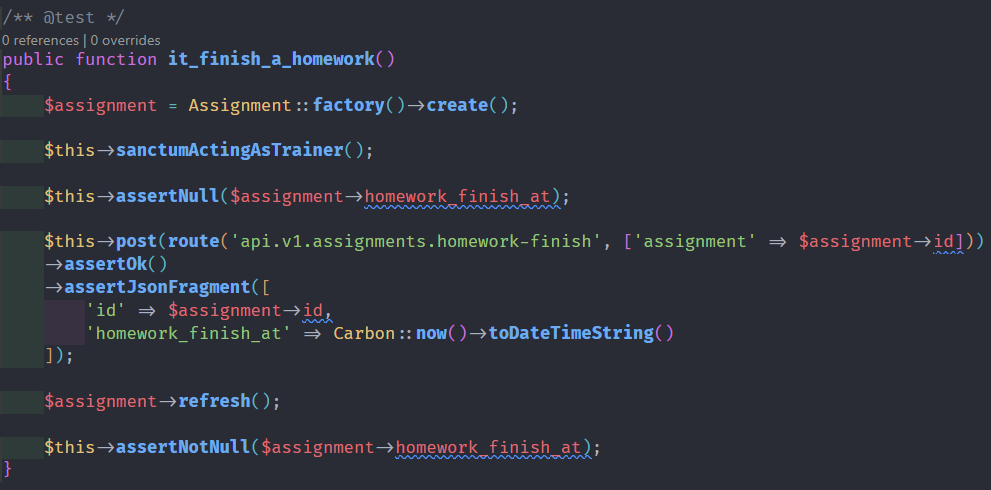 /** @test */
0 references | 0 overrides
public function it_finish_a_homework()
{
    $assignment = Assignment::factory()->create();

    $this->sanctumActingAsTrainer();

    $this->assertNull($assignment->homework_finish_at);

    $this->post(route('api.v1.assignments.homework-finish', ['assignment' => $assignment->id]))
    ->assertOk()
    ->assertJsonFragment([
        'id' => $assignment->id,
        'homework_finish_at' => Carbon::now()->toDateTimeString()
    ]);

    $assignment->refresh();

    $this->assertNotNull($assignment->homework_finish_at);
}